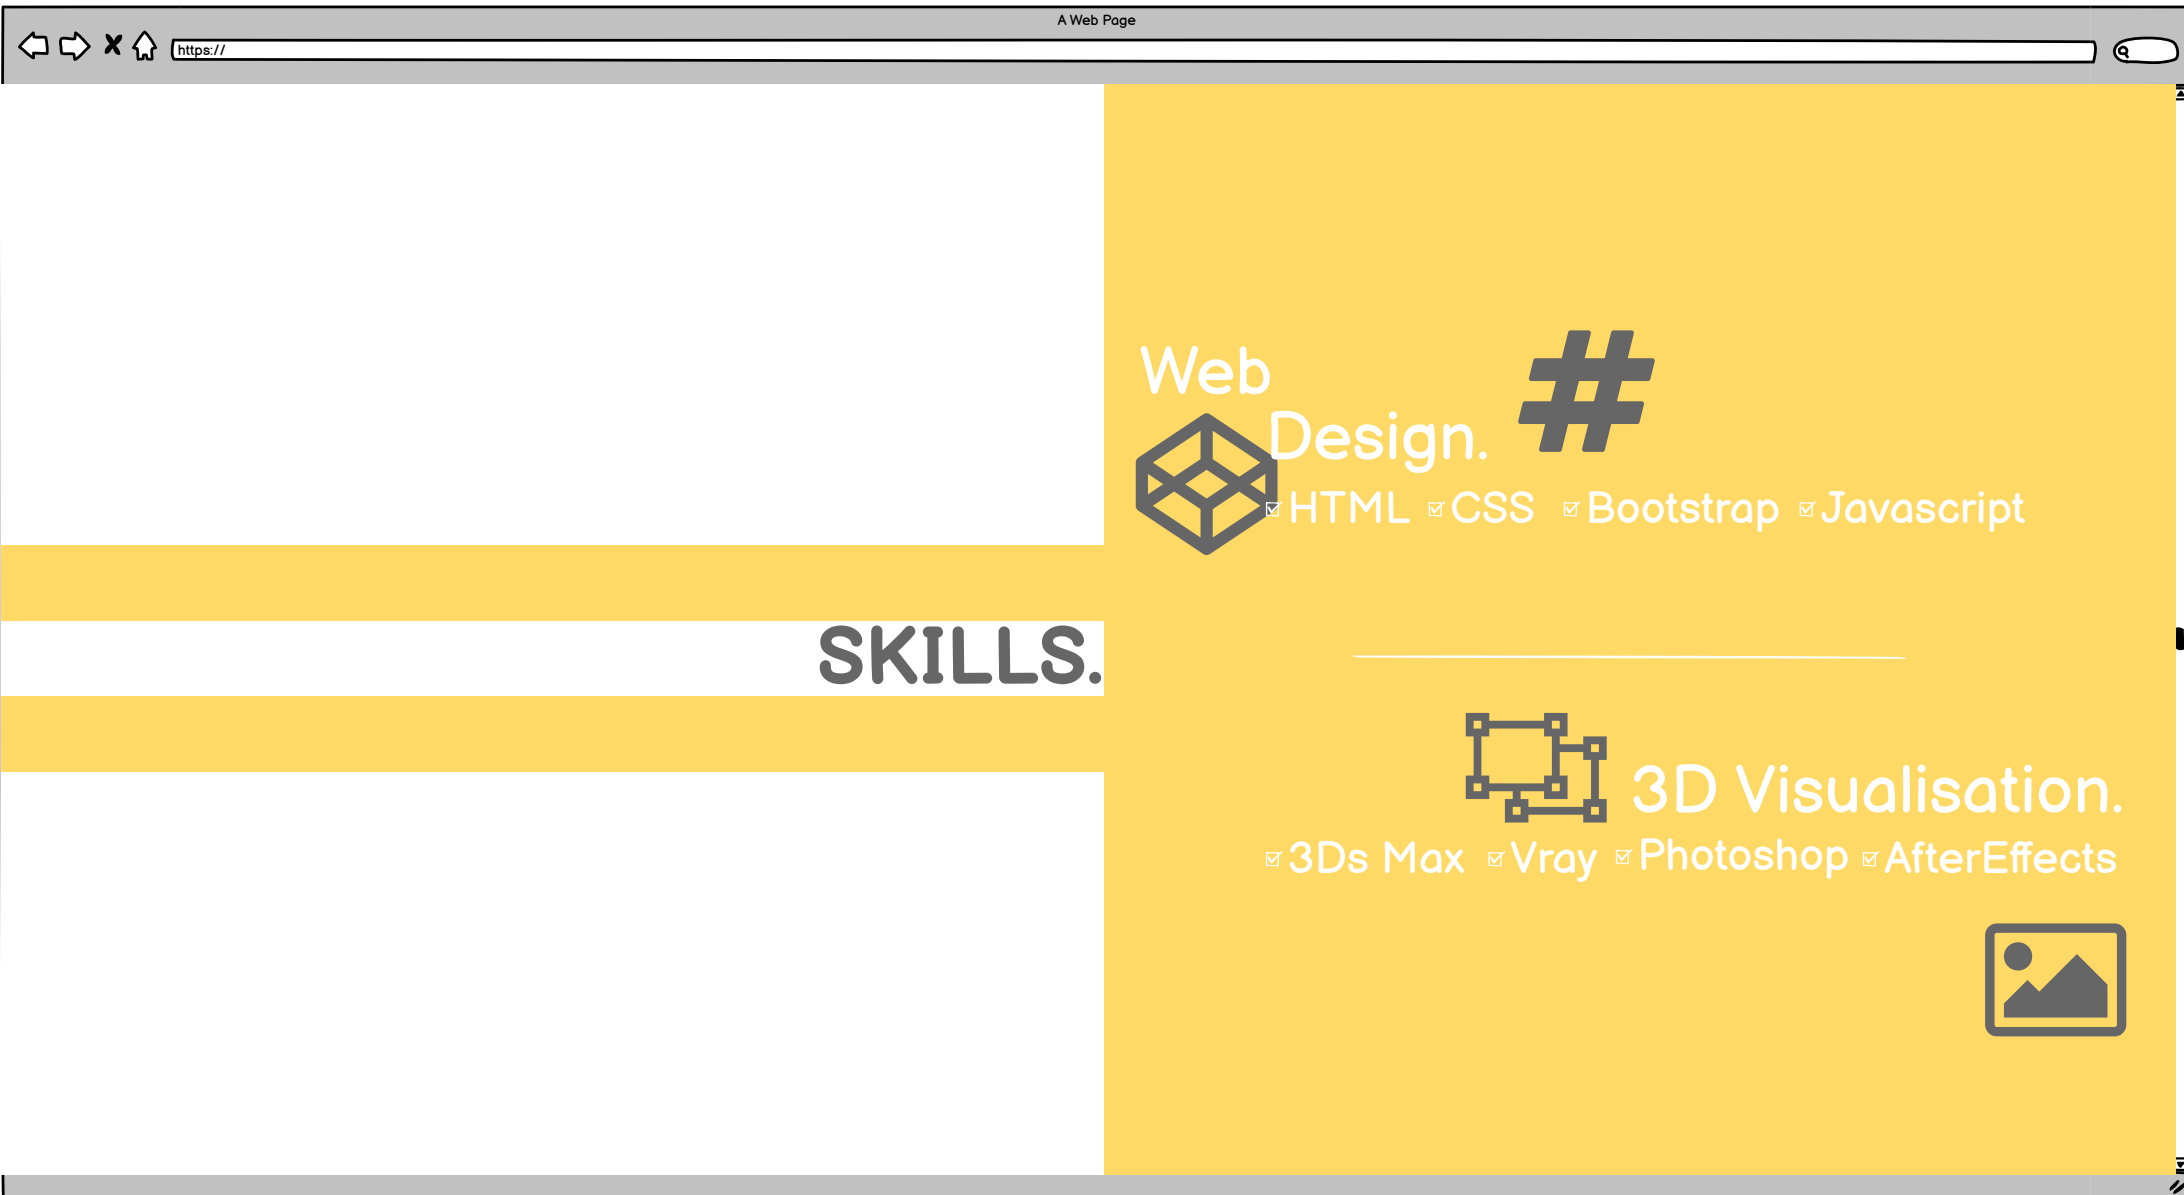 A Web Page
https://
SKILLS.
Web
Design.
#
HTML CSS Bootstrap Javascript
3D Visualisation.
3Ds Max Vray Photoshop AfterEffects